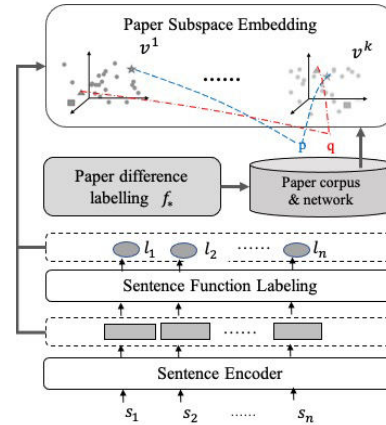 Paper Subspace Embedding
v¹ vᵏ
......
p q
Paper difference labelling f* Paper corpus & network
l₁ l₂ ...... lₙ
Sentence Function Labeling
......
Sentence Encoder
s₁ s₂ ...... sₙ